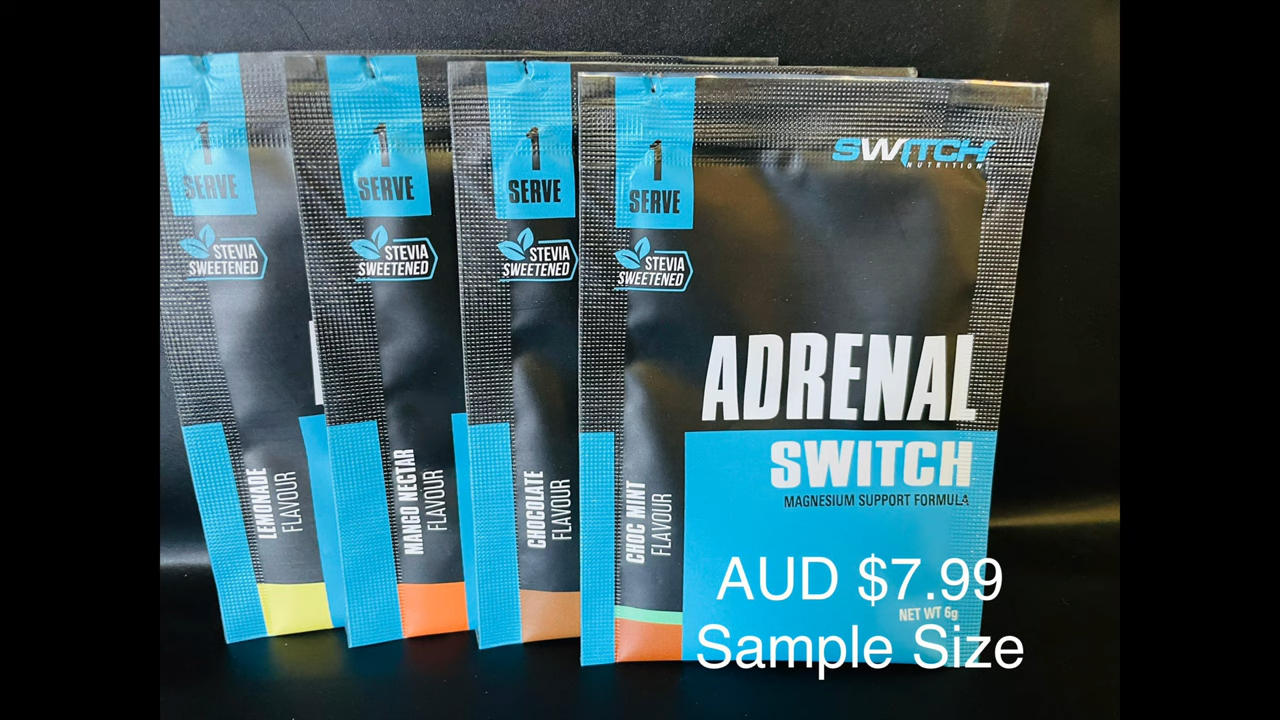 1
SERVE
STEVIA
SWEETENED
LEMONADE
FLAVOUR
1
SERVE
STEVIA
SWEETENED
MANGO NECTAR
FLAVOUR
1
SERVE
STEVIA
SWEETENED
CHOCOLATE
FLAVOUR
1
SERVE
STEVIA
SWEETENED
CHOC MINT
FLAVOUR
SWITCH
NUTRITION
ADRENAL
SWITCH
MAGNESIUM SUPPORT FORMULA
AUD $7.99
NET WT 6g
Sample Size